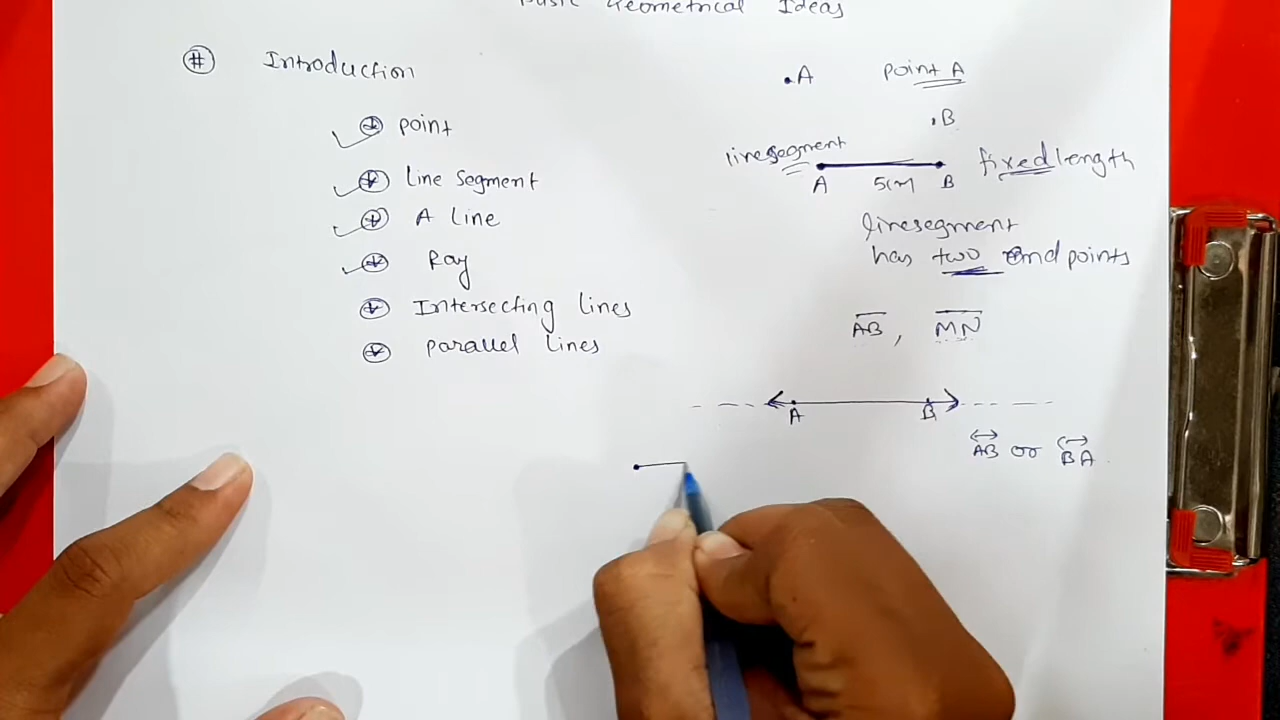 Basic Geometrical Ideas
# Introduction
point
Line Segment
A Line
Ray
Intersecting lines
parallel lines
.A point A
.B
linesegment
fixed length
A 5cm B
linesegment
has two end points
AB, MN
A B
AB or BA